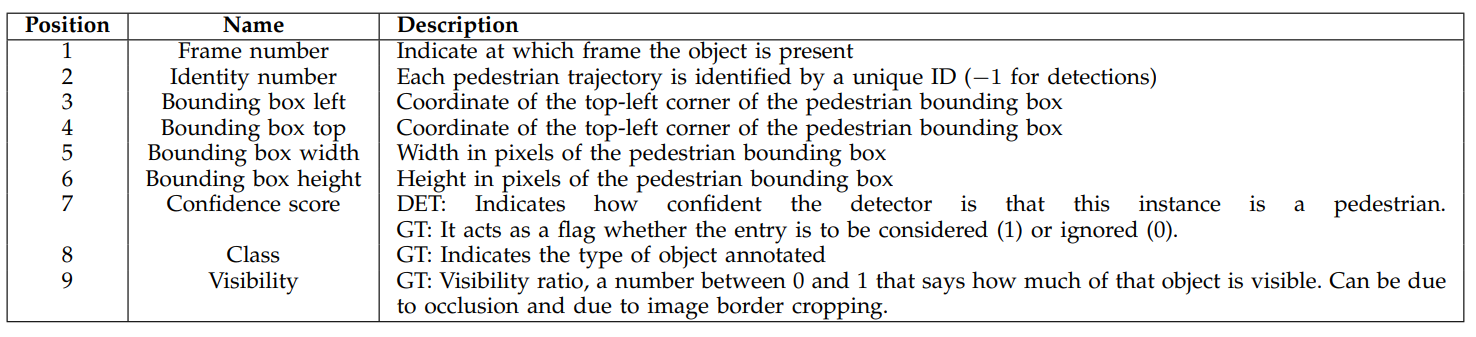 Position Name Description
1 Frame number Indicate at which frame the object is present
2 Identity number Each pedestrian trajectory is identified by a unique ID (−1 for detections)
3 Bounding box left Coordinate of the top-left corner of the pedestrian bounding box
4 Bounding box top Coordinate of the top-left corner of the pedestrian bounding box
5 Bounding box width Width in pixels of the pedestrian bounding box
6 Bounding box height Height in pixels of the pedestrian bounding box
7 Confidence score DET: Indicates how confident the detector is that this instance is a pedestrian.
GT: It acts as a flag whether the entry is to be considered (1) or ignored (0).
8 Class GT: Indicates the type of object annotated
9 Visibility GT: Visibility ratio, a number between 0 and 1 that says how much of that object is visible. Can be due
to occlusion and due to image border cropping.